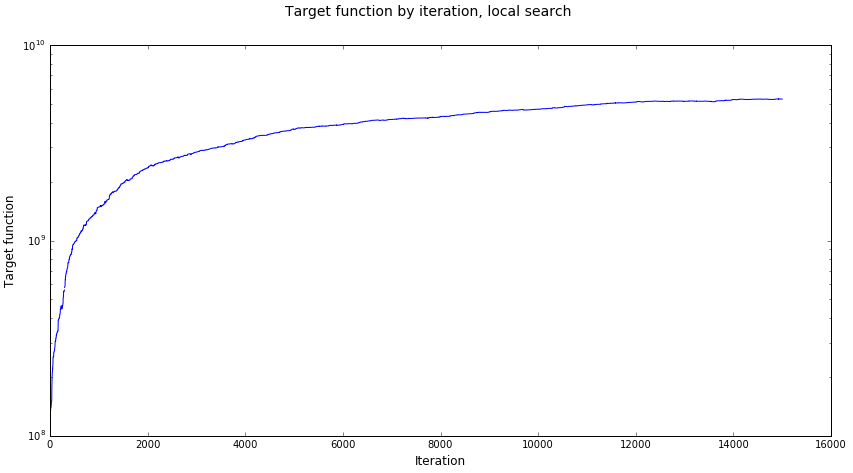 Target function by iteration, local search
10^10
10^9
10^8
Target function
0 2000 4000 6000 8000 10000 12000 14000 16000
Iteration